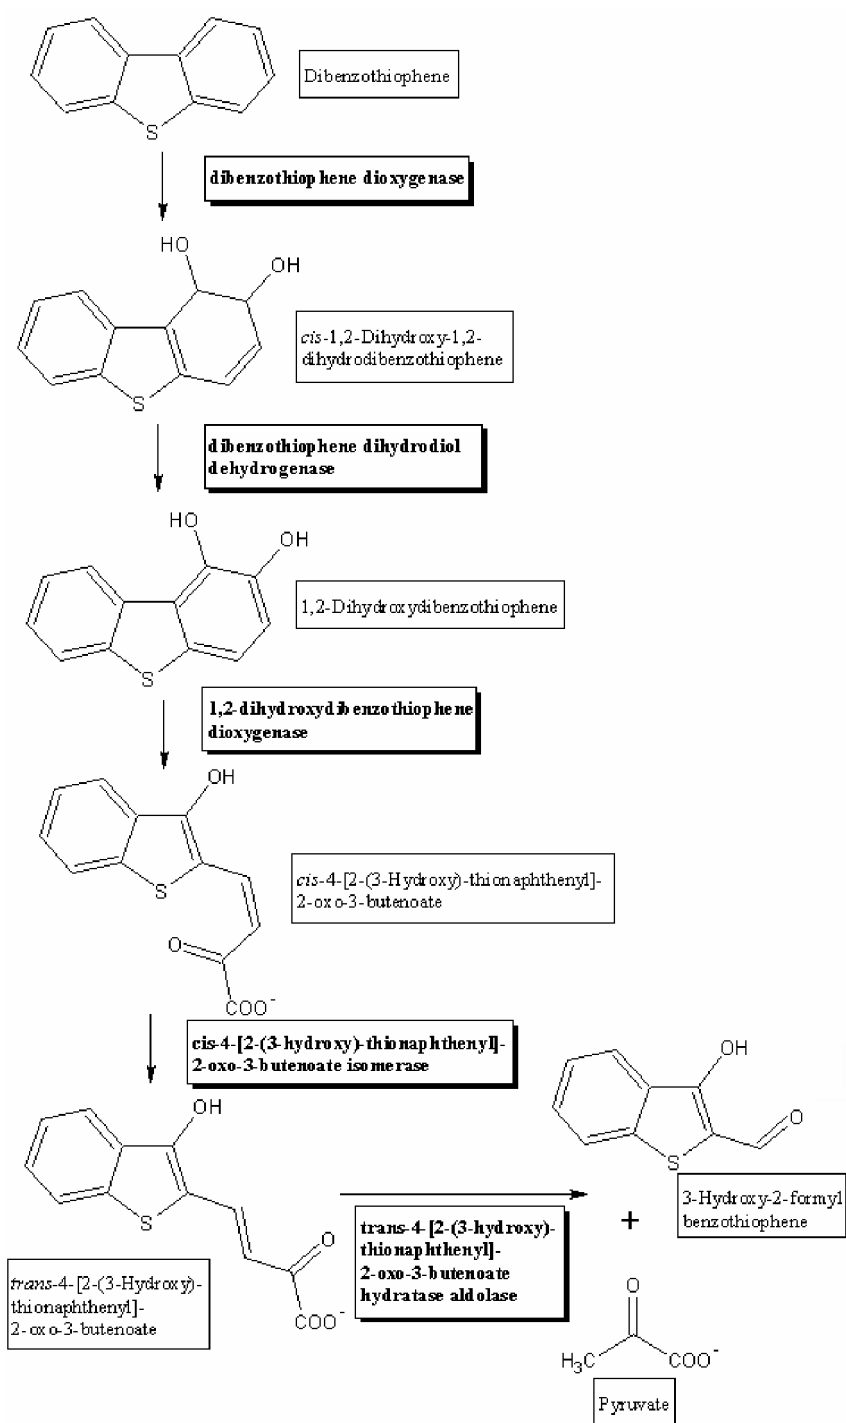 Dibenzothiophene
S
dibenzothiophene dioxygenase
HO
OH
cis-1,2-Dihydroxy-1,2-
dihydrodibenzothiophene
S
dibenzothiophene dihydrodiol
dehydrogenase
HO
OH
1,2-Dihydroxydibenzothiophene
S
1,2-dihydroxydibenzothiophene
dioxygenase
OH
S
cis-4-[2-(3-Hydroxy)-thionaphthenyl]-
2-oxo-3-butenoate
O
COO-
cis-4-[2-(3-hydroxy)-thionaphthenyl]-
2-oxo-3-butenoate isomerase
OH
S
O
COO-
trans-4-[2-(3-Hydroxy)-
thionaphthenyl]-
2-oxo-3-butenoate
trans-4-[2-(3-hydroxy)-
thionaphthenyl]-
2-oxo-3-butenoate
hydratase aldolase
OH
O
S
3-Hydroxy-2-formyl
benzothiophene
+
O
H3C
COO-
Pyruvate